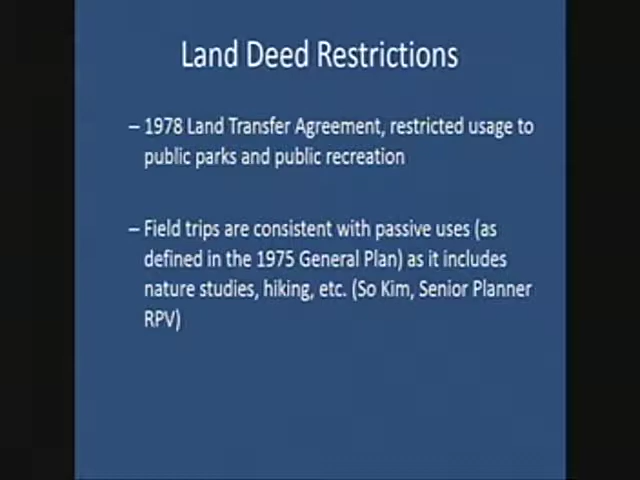 Land Deed Restrictions
– 1978 Land Transfer Agreement, restricted usage to
public parks and public recreation
– Field trips are consistent with passive uses (as
defined in the 1975 General Plan) as it includes
nature studies, hiking, etc. (So Kim, Senior Planner
RPV)